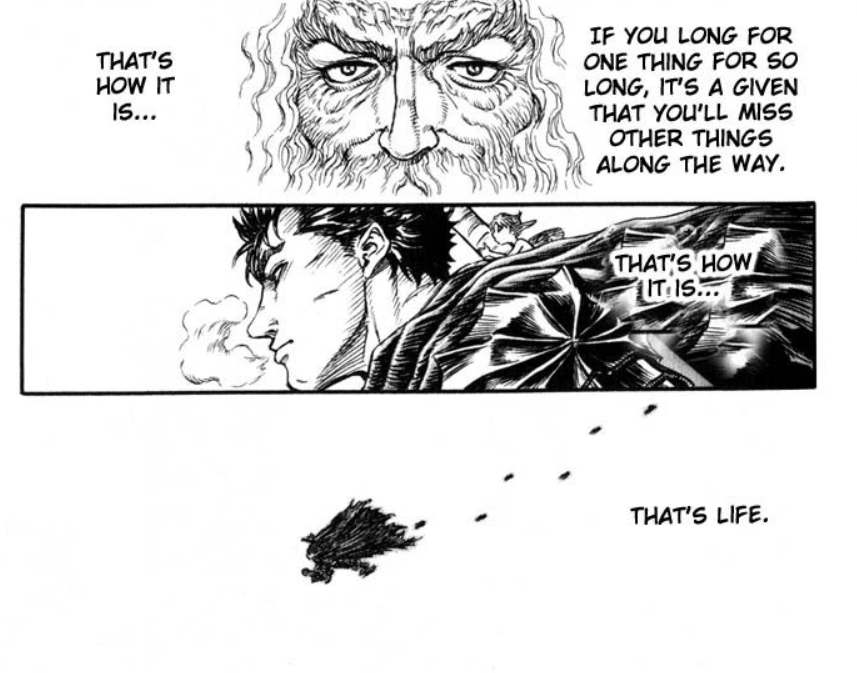 THAT'S
HOW IT
IS...
IF YOU LONG FOR
ONE THING FOR SO
LONG, IT'S A GIVEN
THAT YOU'LL MISS
OTHER THINGS
ALONG THE WAY.
THAT'S HOW
IT IS...
THAT'S LIFE.